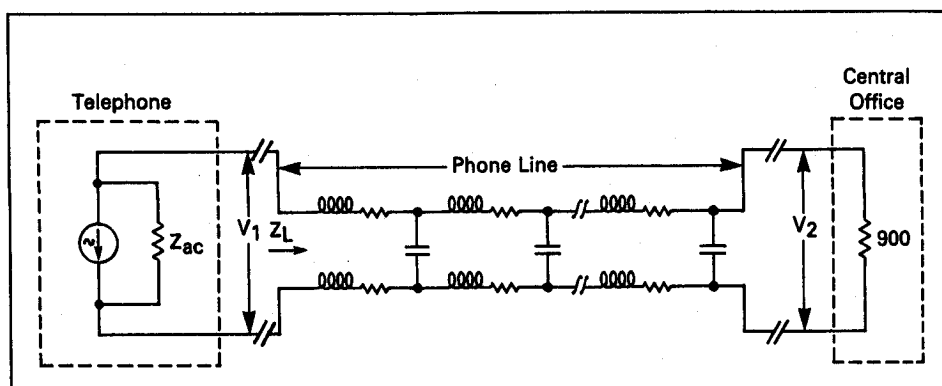 Telephone
Central
Office
Phone Line
V1
ZL
Zac
V2
900